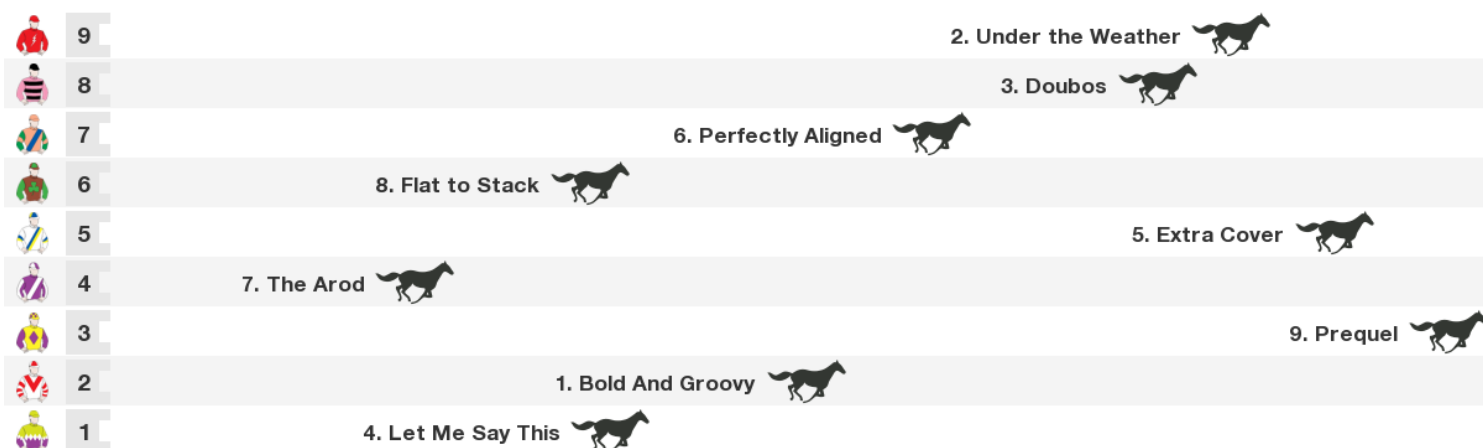 9 2. Under the Weather
8 3. Doubos
7 6. Perfectly Aligned
6 8. Flat to Stack
5 5. Extra Cover
4 7. The Arod
3 9. Prequel
2 1. Bold And Groovy
1 4. Let Me Say This